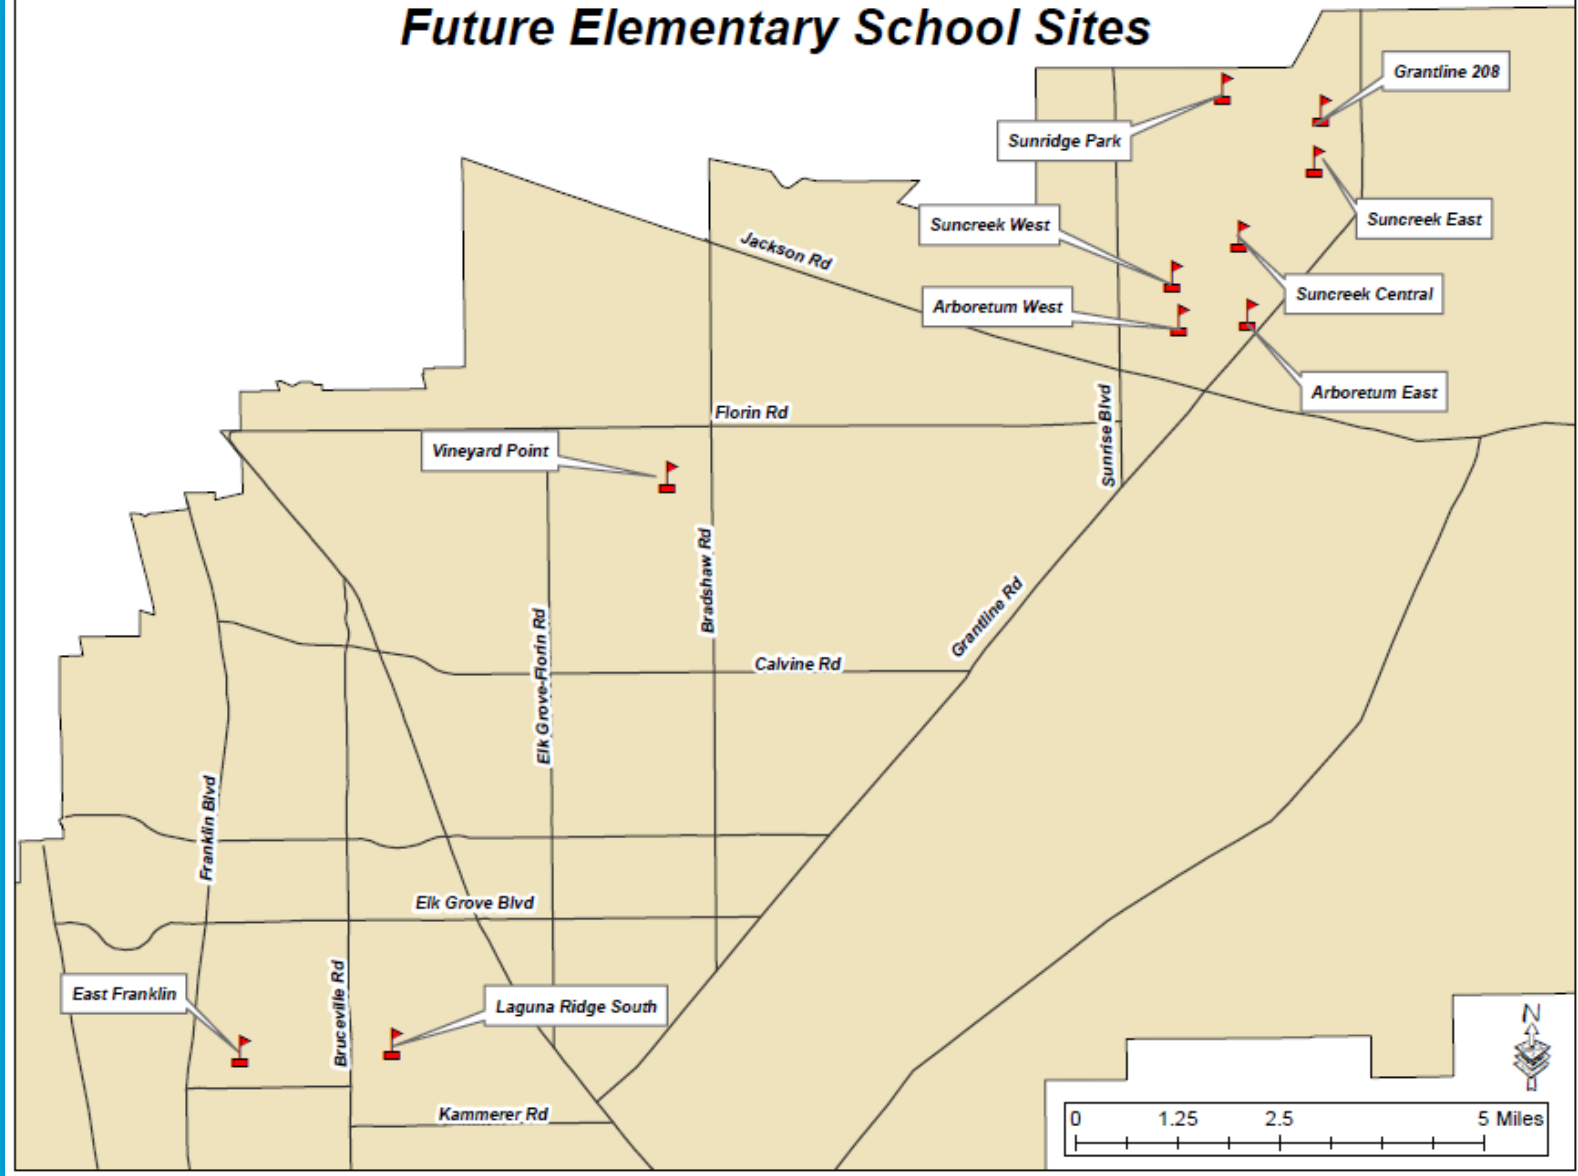 Future Elementary School Sites
Grantline 208
Sunridge Park
Suncreek East
Suncreek West
Jackson Rd
Suncreek Central
Arboretum West
Arboretum East
Florin Rd
Sunrise Blvd
Vineyard Point
Bradshaw Rd
Grantline Rd
Elk Grove-Florin Rd
Calvine Rd
Franklin Blvd
Elk Grove Blvd
East Franklin
Bruceville Rd
Laguna Ridge South
N
Kammerer Rd
0 1.25 2.5 5 Miles